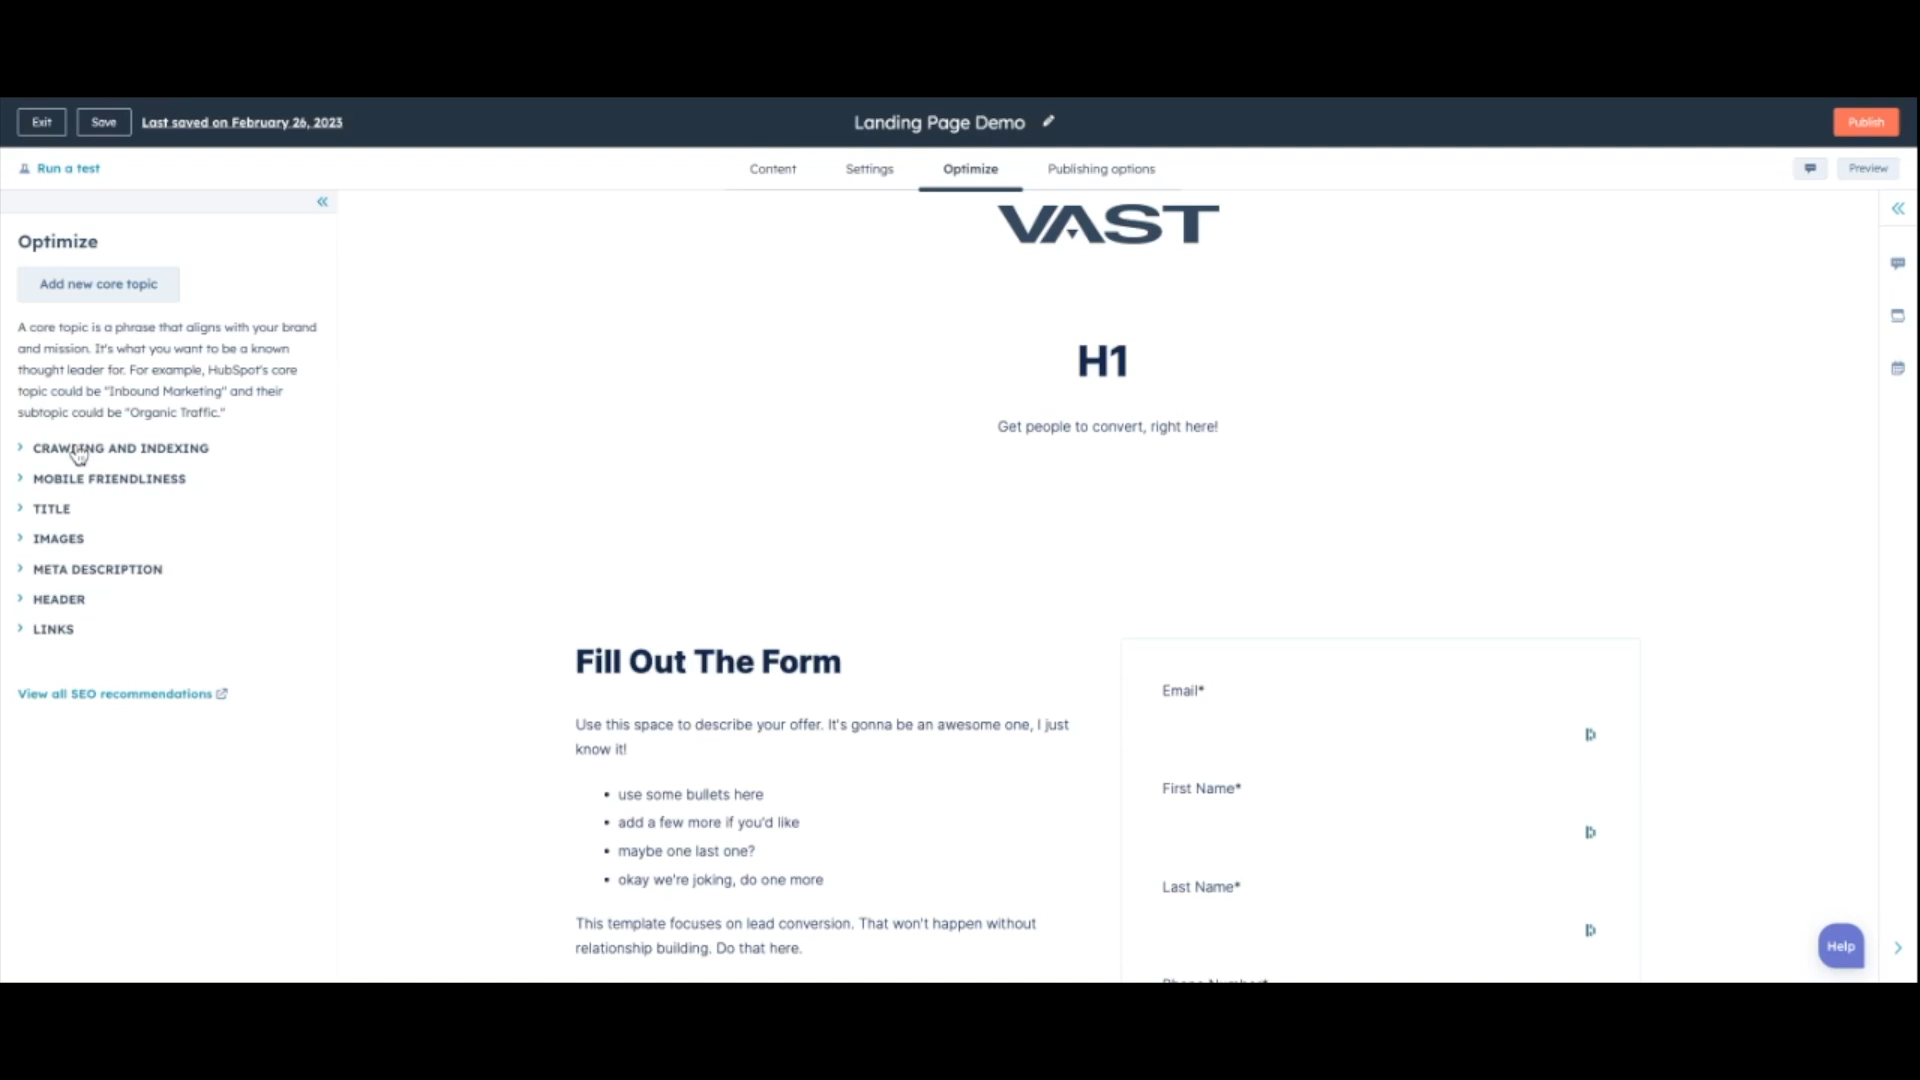 Exit
Save
Last saved on February 26, 2023
Landing Page Demo
Publish
Run a test
Content
Settings
Optimize
Publishing options
Preview
Optimize
Add new core topic
A core topic is a phrase that aligns with your brand
and mission. It's what you want to be a known
thought leader for. For example, HubSpot's core
topic could be "Inbound Marketing" and their
subtopic could be "Organic Traffic."
CRAWLING AND INDEXING
MOBILE FRIENDLINESS
TITLE
IMAGES
META DESCRIPTION
HEADER
LINKS
View all SEO recommendations
VAST
H1
Get people to convert, right here!
Fill Out The Form
Use this space to describe your offer. It's gonna be an awesome one, I just
know it!
• use some bullets here
• add a few more if you'd like
• maybe one last one?
• okay we're joking, do one more
This template focuses on lead conversion. That won't happen without
relationship building. Do that here.
Email*
First Name*
Last Name*
Phone Number*
Help